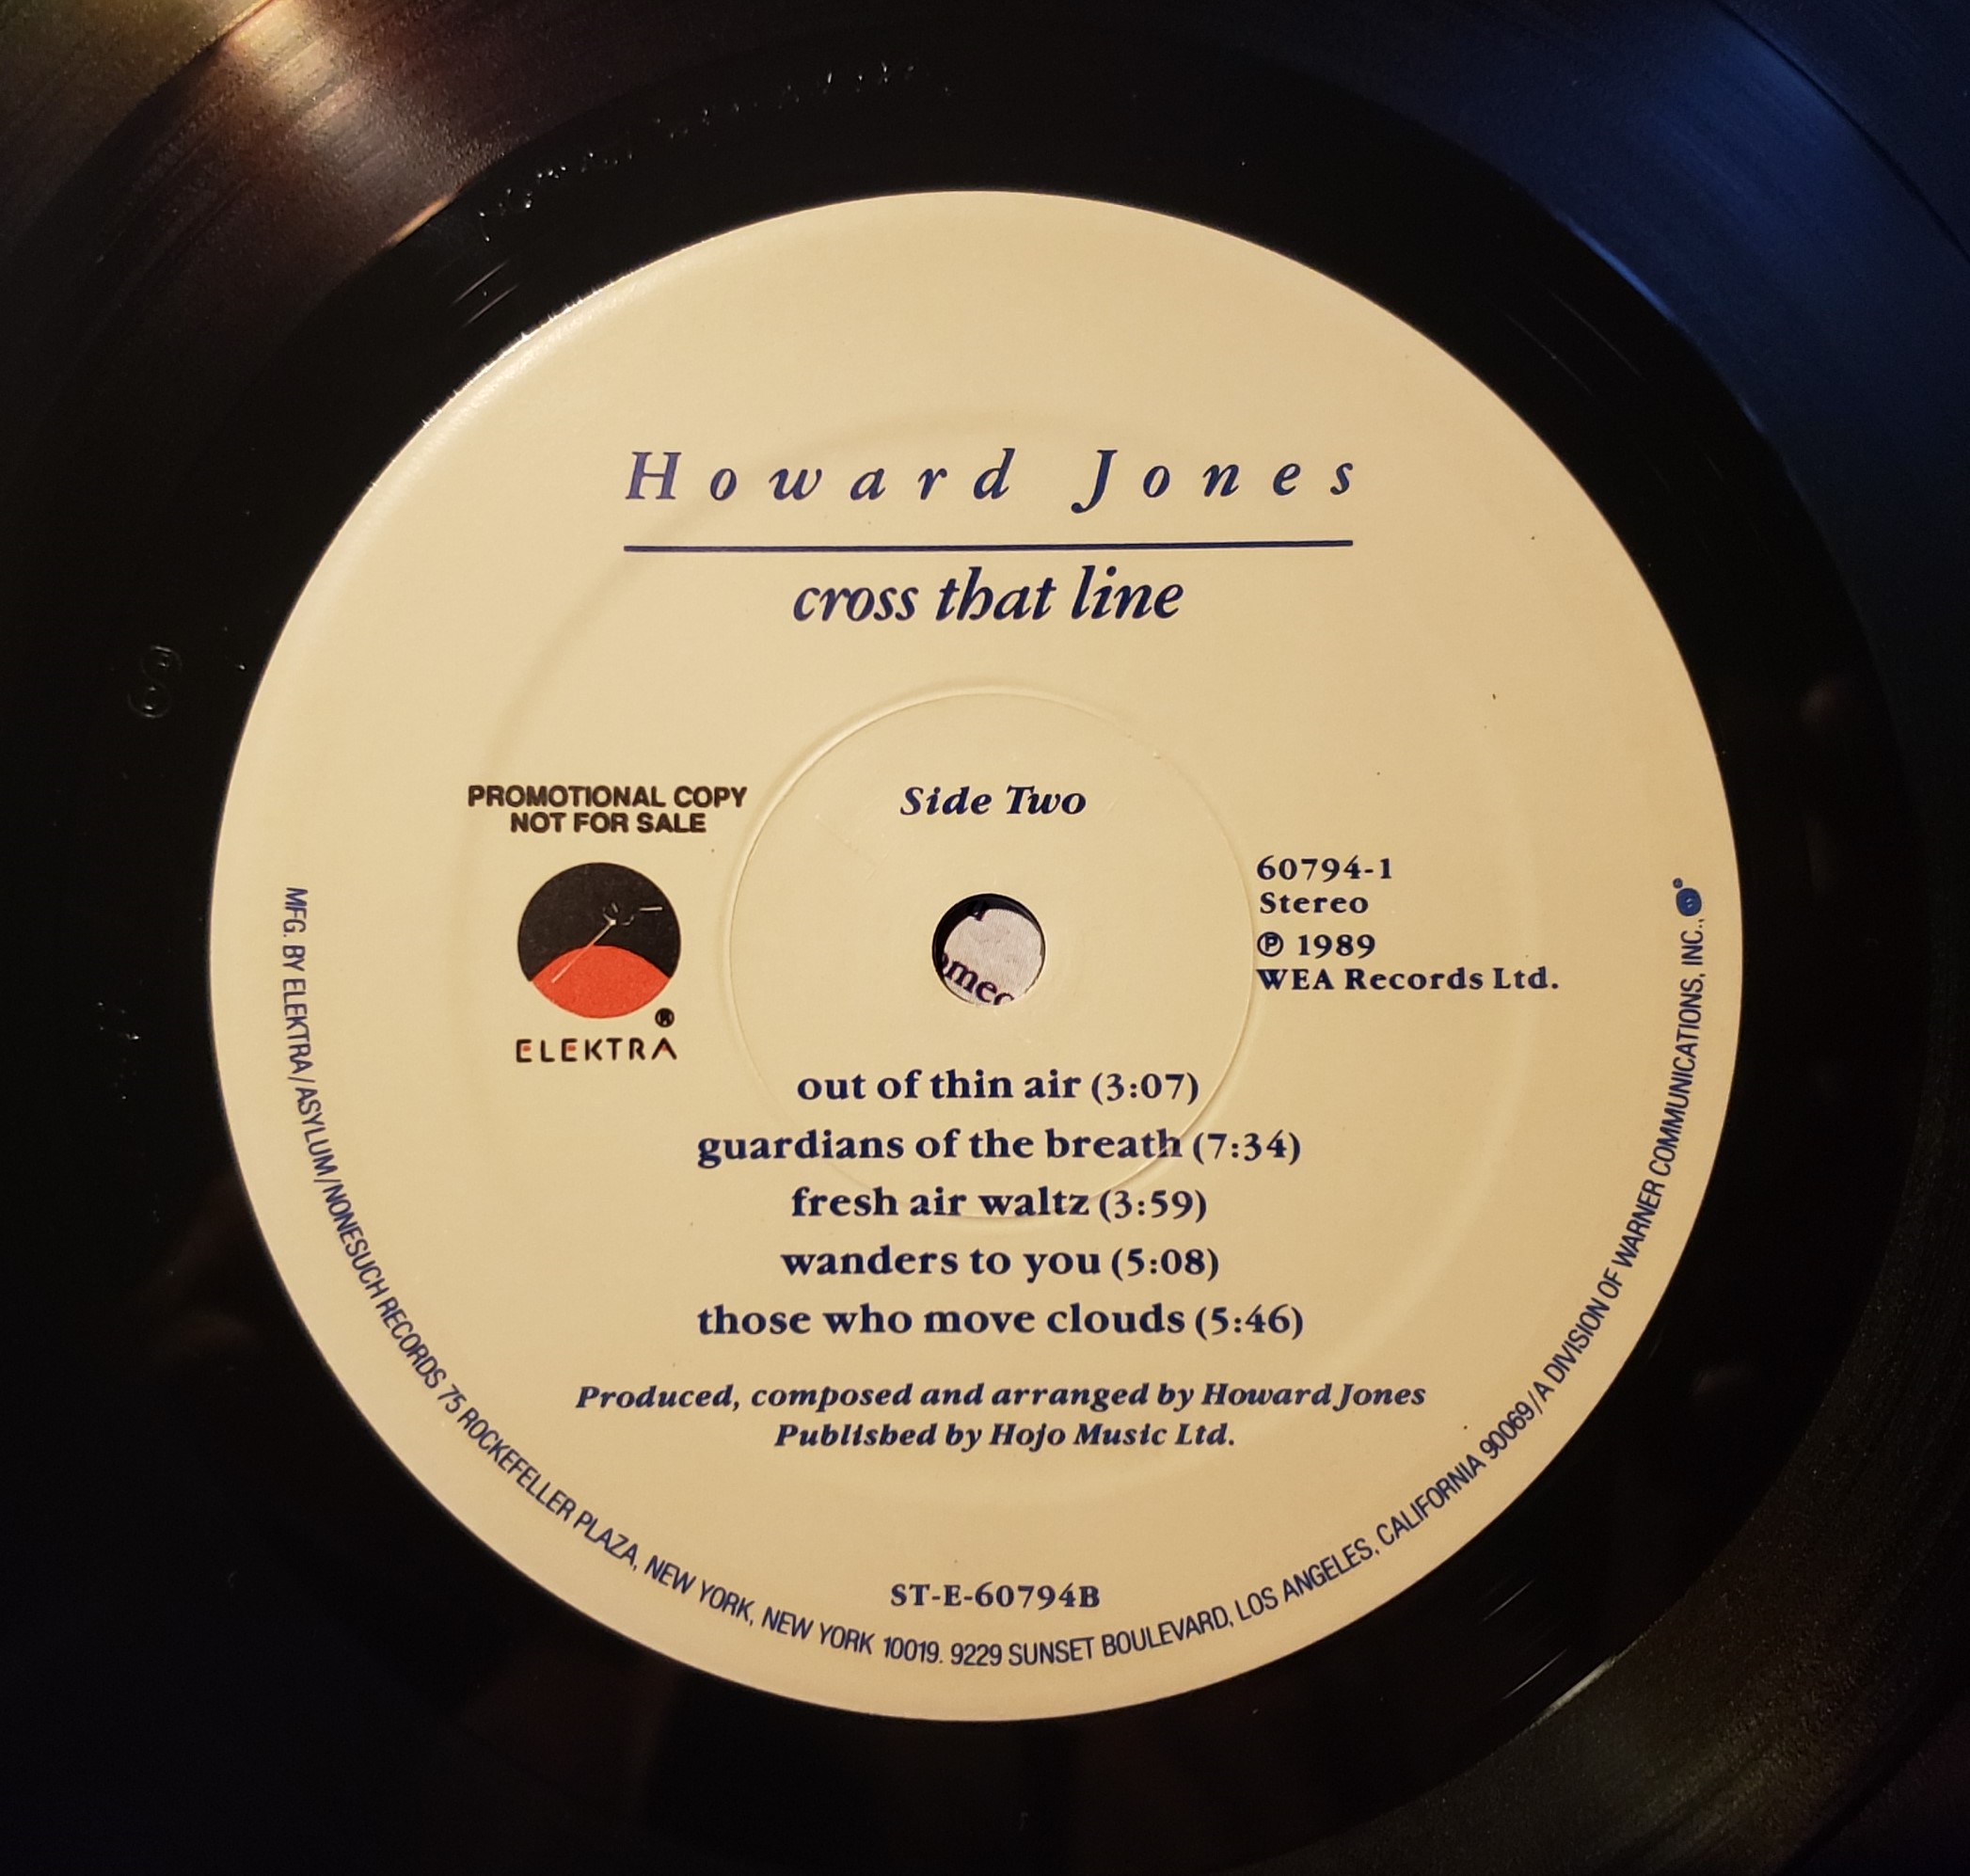 Howard Jones
cross that line
Side Two
PROMOTIONAL COPY
NOT FOR SALE
ELEKTRA
®
60794-1
Stereo
℗ 1989
WEA Records Ltd.
out of thin air (3:07)
guardians of the breath (7:34)
fresh air waltz (3:59)
wanders to you (5:08)
those who move clouds (5:46)
Produced, composed and arranged by Howard Jones
Published by Hojo Music Ltd.
ST-E-60794B
MFG. BY ELEKTRA/ASYLUM/NONESUCH RECORDS 75 ROCKEFELLER PLAZA, NEW YORK, NEW YORK 10019. 9229 SUNSET BOULEVARD, LOS ANGELES, CALIFORNIA 90069/A DIVISION OF WARNER COMMUNICATIONS, INC.,